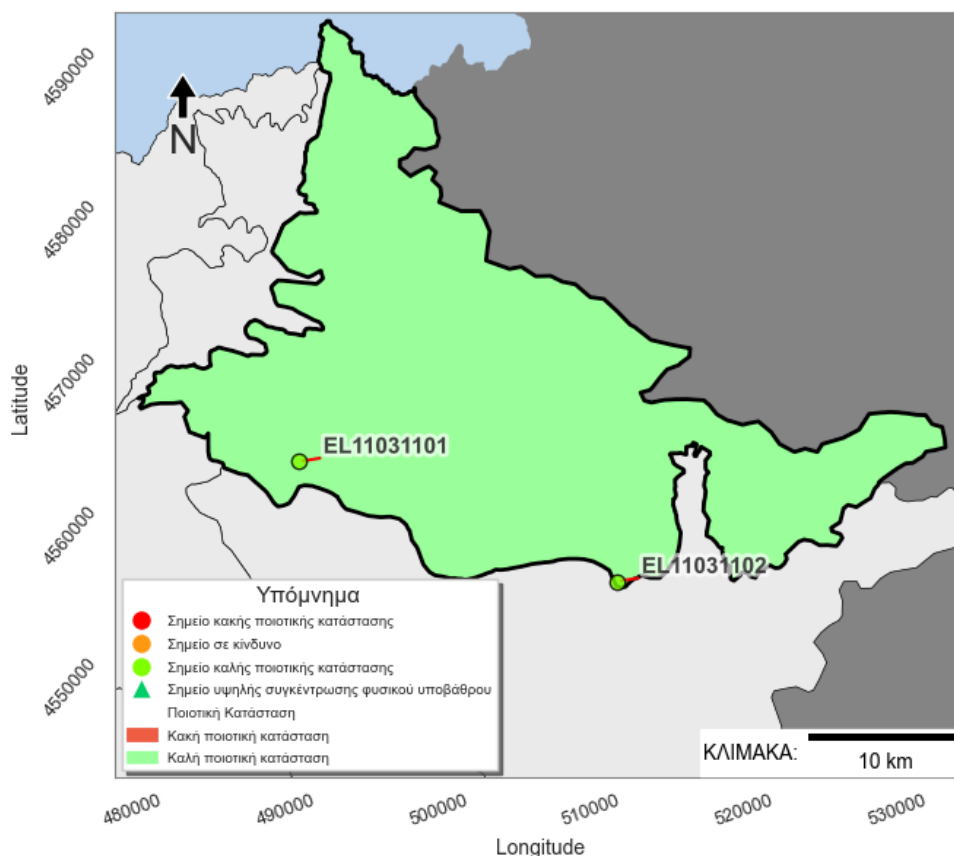 4590000
4580000
4570000
4560000
4550000
Latitude
N
EL11031101
EL11031102
Υπόμνημα
Σημείο κακής ποιοτικής κατάστασης
Σημείο σε κίνδυνο
Σημείο καλής ποιοτικής κατάστασης
Σημείο υψηλής συγκέντρωσης φυσικού υποβάθρου
Ποιοτική Κατάσταση
Κακή ποιοτική κατάσταση
Καλή ποιοτική κατάσταση
ΚΛΙΜΑΚΑ:
10 km
480000
490000
500000
510000
520000
530000
Longitude